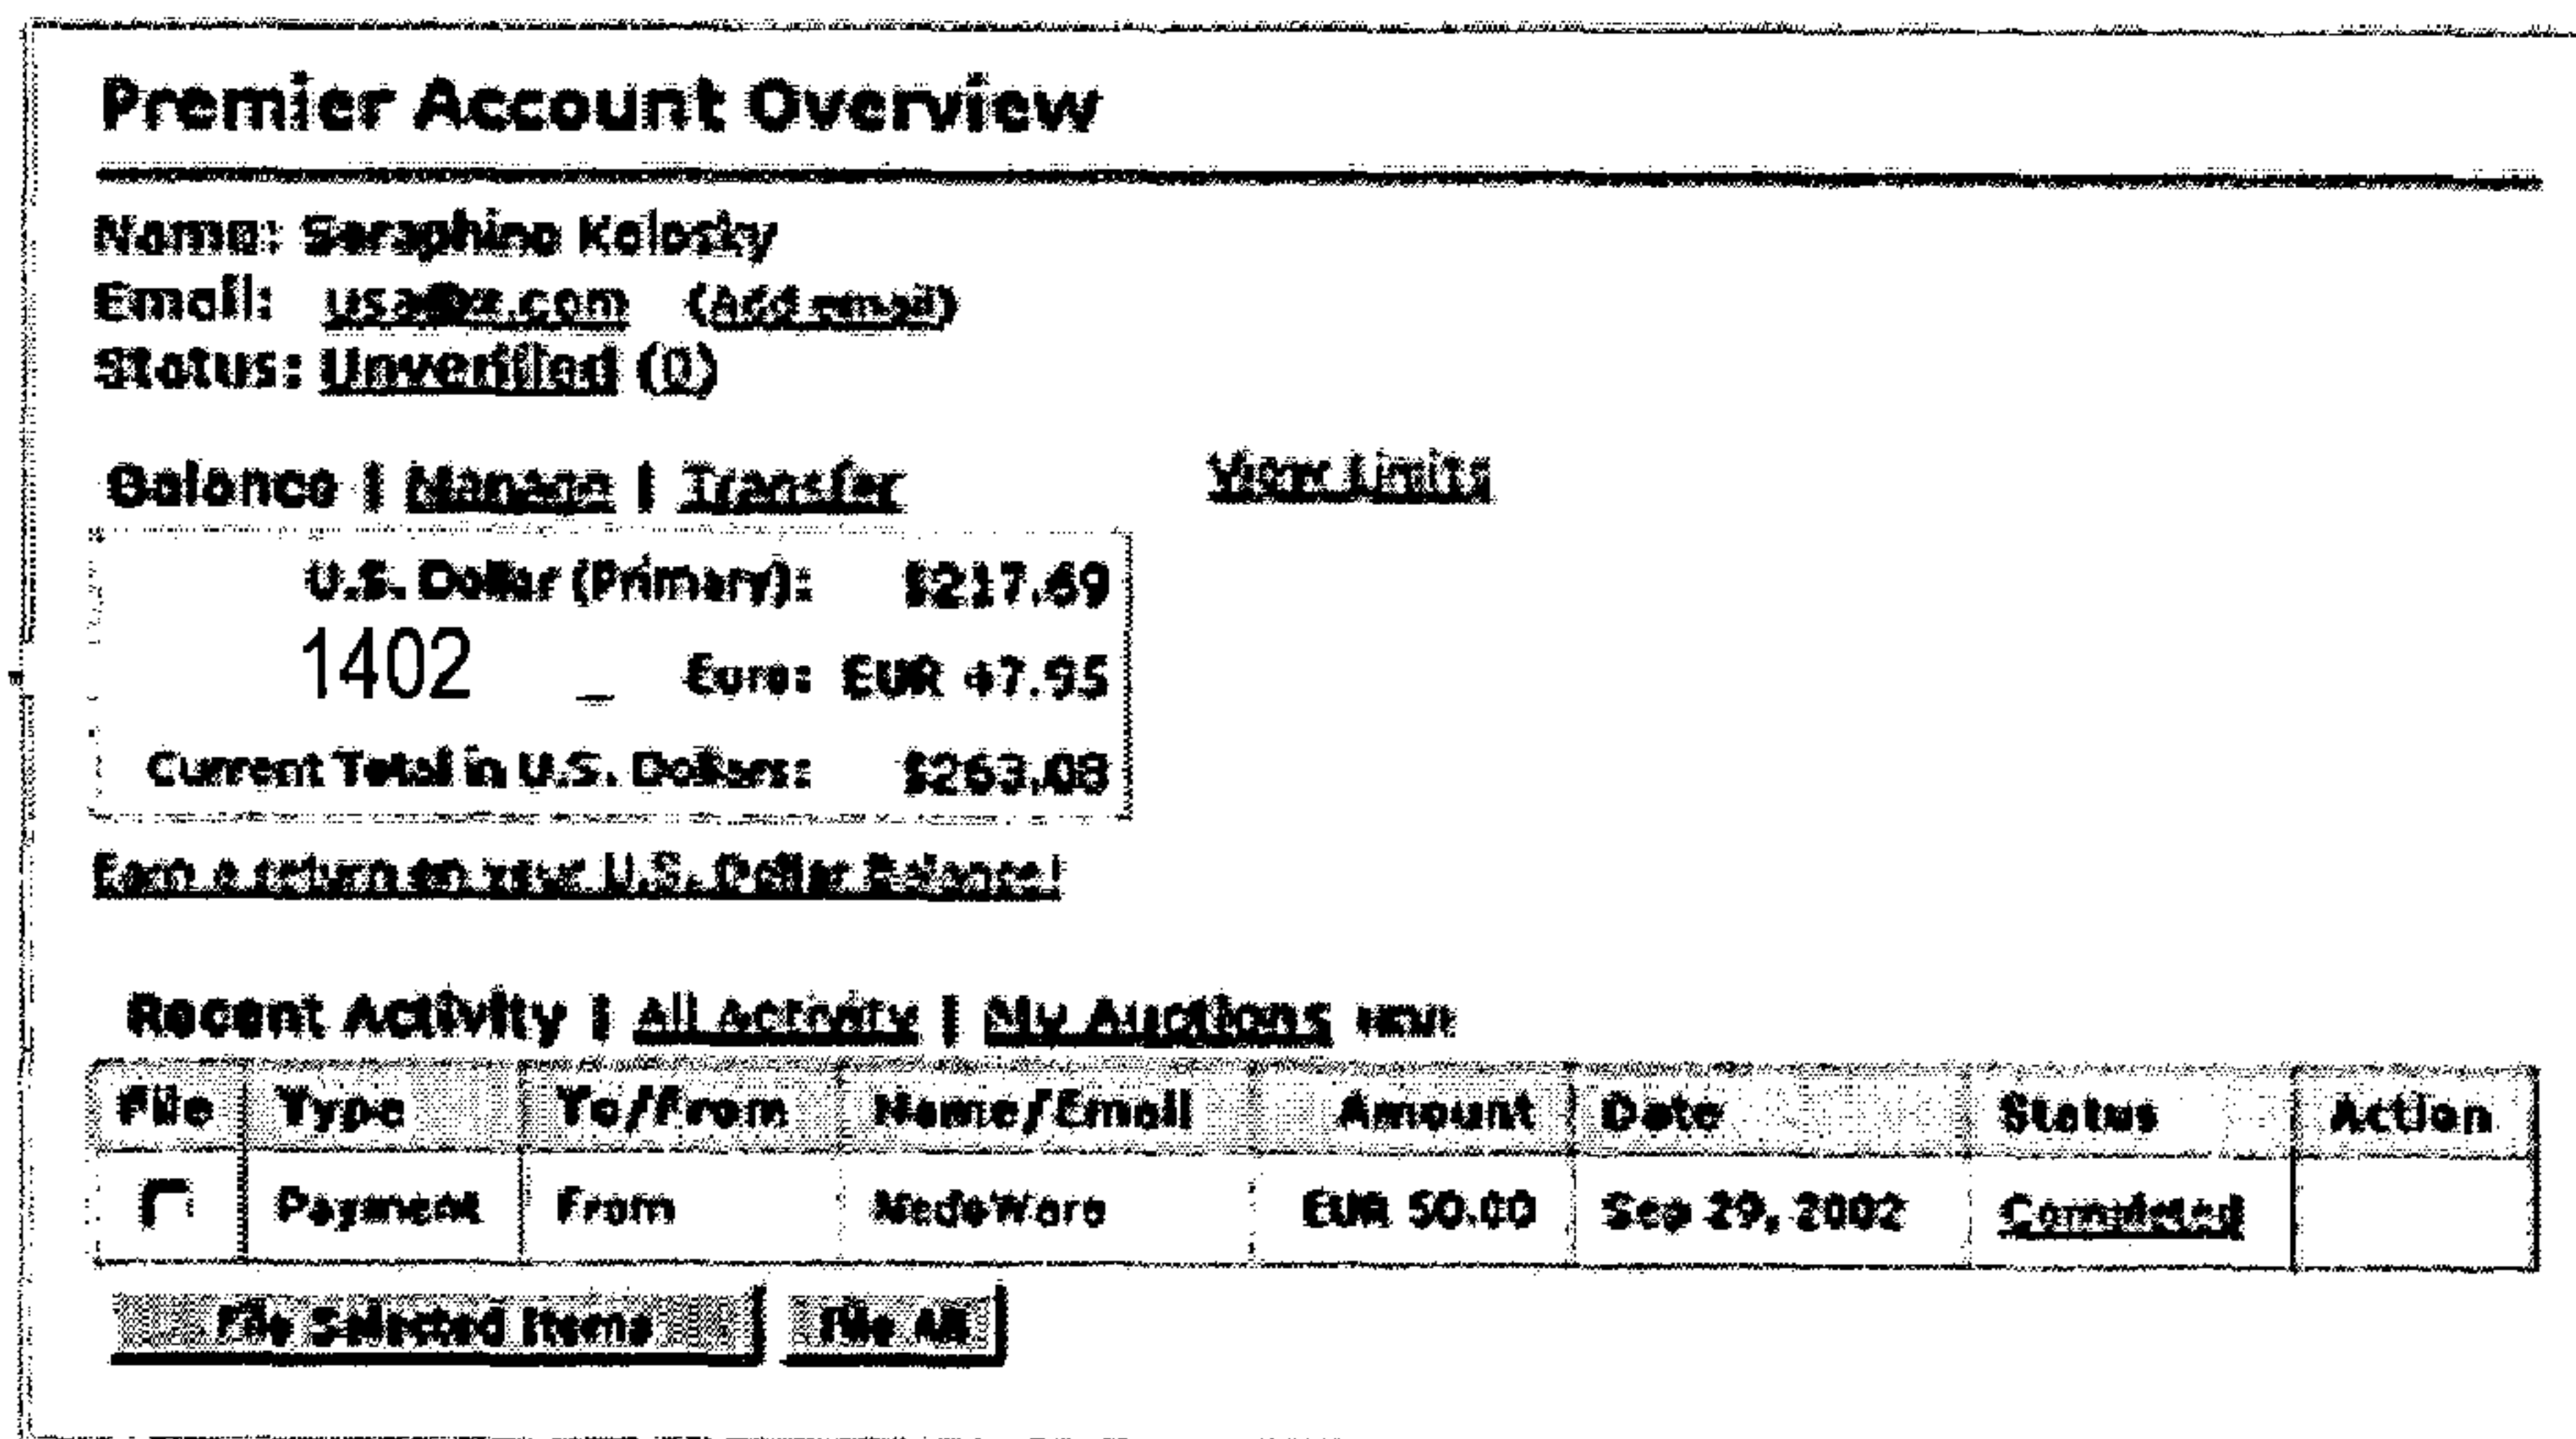 Premier Account Overview
Name: Seraphino Kelosky
Email: (Add email)
Status: Unverified (0)
Balance | Manage | Transfer View Limits
U.S. Dollar (Primary): $217.69
1402 Euro: EUR 47.95
Current Total in U.S. Dollars: $263.08
Earn a return on your U.S. Dollar Balance!
Recent Activity | All Activity | My Auctions NEW!
File Type To/From Name/Email Amount Date Status Action
Payment From EUR 50.00 Sep 29, 2002 Completed
File Selected Items File All